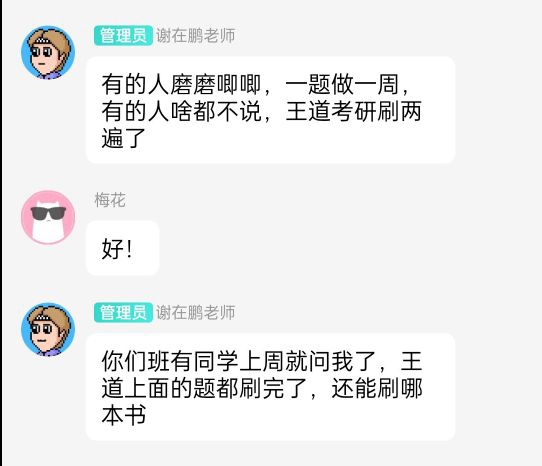 管理员 谢在鹏老师
有的人磨磨唧唧，一题做一周，
有的人啥都不说，王道考研刷两
遍了
梅花
好！
管理员 谢在鹏老师
你们班有同学上周就问我了，王
道上面的题都刷完了，还能刷哪
本书